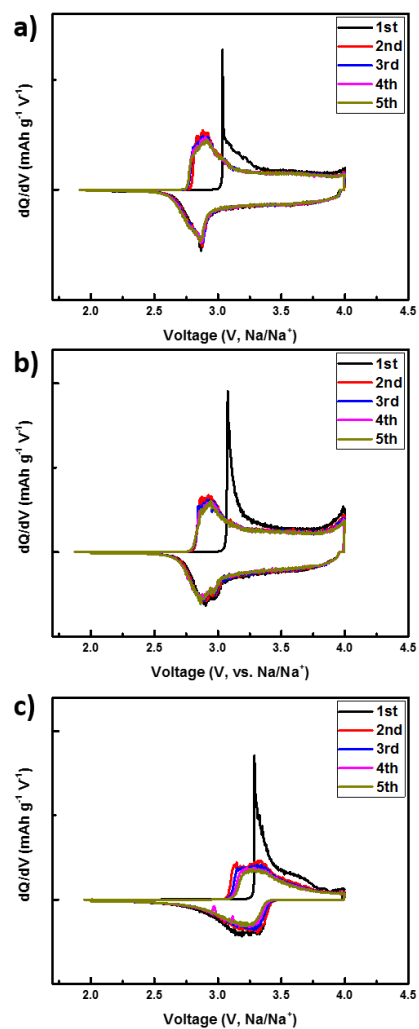 a)
1st
2nd
3rd
4th
5th
dQ/dV (mAh g⁻¹ V⁻¹)
2.0 2.5 3.0 3.5 4.0 4.5
Voltage (V, Na/Na⁺)
b)
1st
2nd
3rd
4th
5th
dQ/dV (mAh g⁻¹ V⁻¹)
2.0 2.5 3.0 3.5 4.0 4.5
Voltage (V, vs. Na/Na⁺)
c)
1st
2nd
3rd
4th
5th
dQ/dV (mAh g⁻¹ V⁻¹)
2.0 2.5 3.0 3.5 4.0 4.5
Voltage (V, Na/Na⁺)